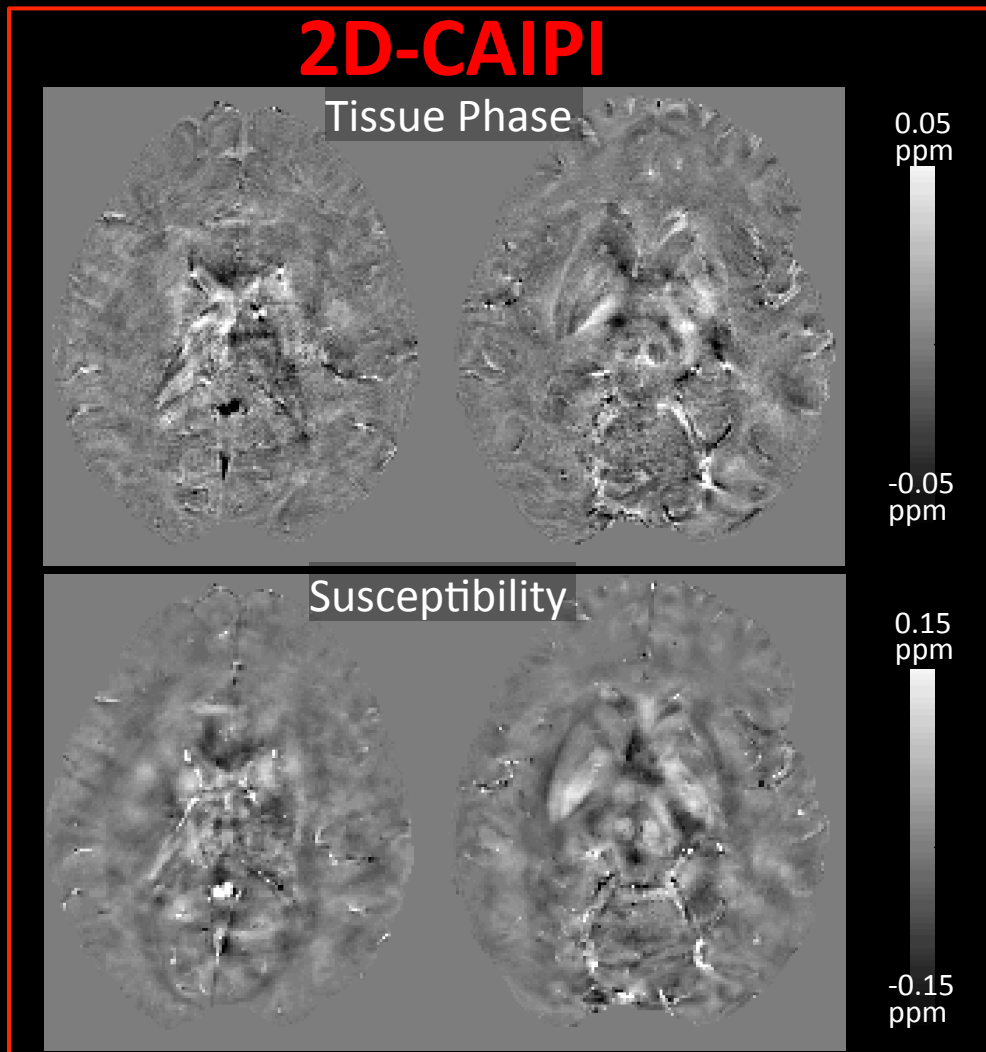 2D-CAIPI
Tissue Phase
0.05
ppm
-0.05
ppm
Susceptibility
0.15
ppm
-0.15
ppm